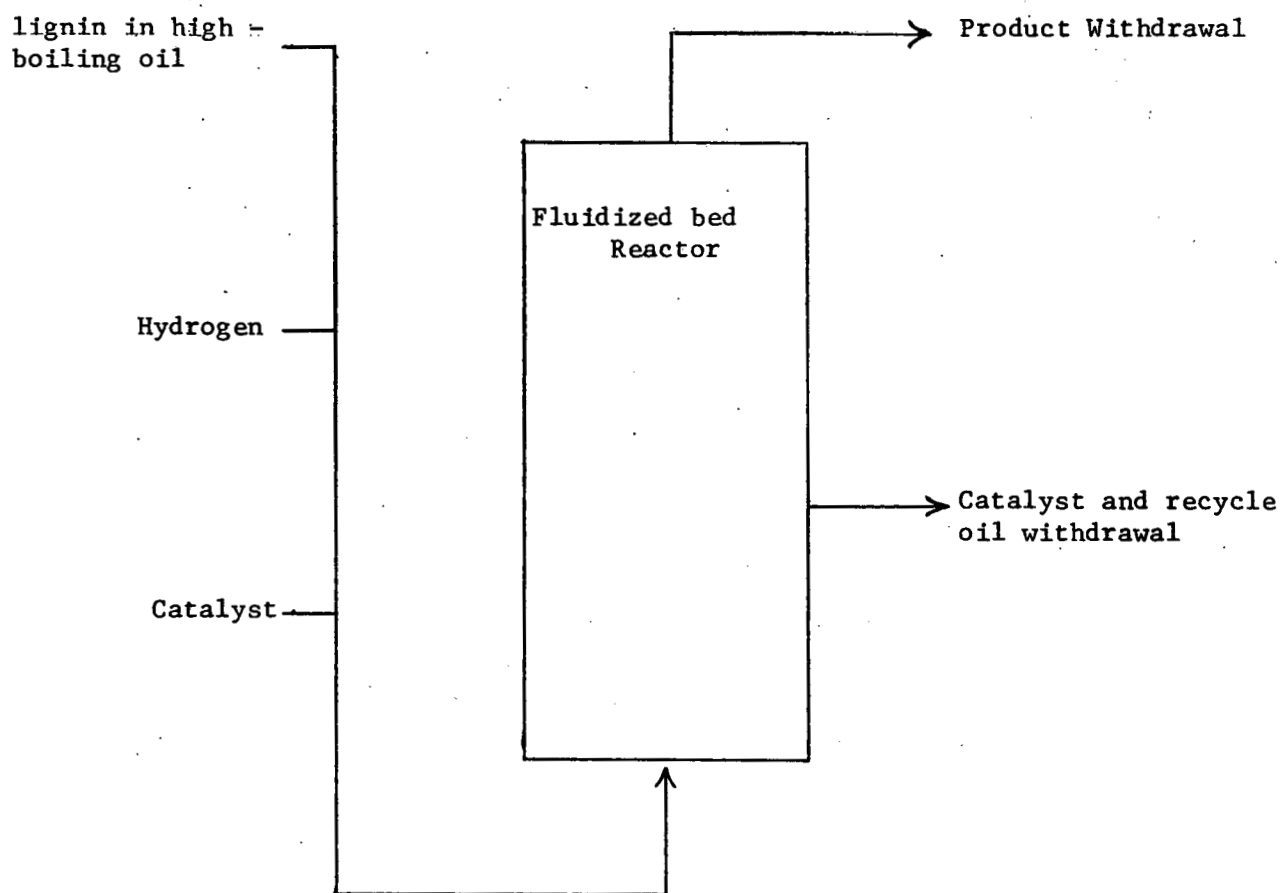 lignin in high -
boiling oil
Product Withdrawal
Fluidized bed
Reactor
Hydrogen
Catalyst and recycle
oil withdrawal
Catalyst